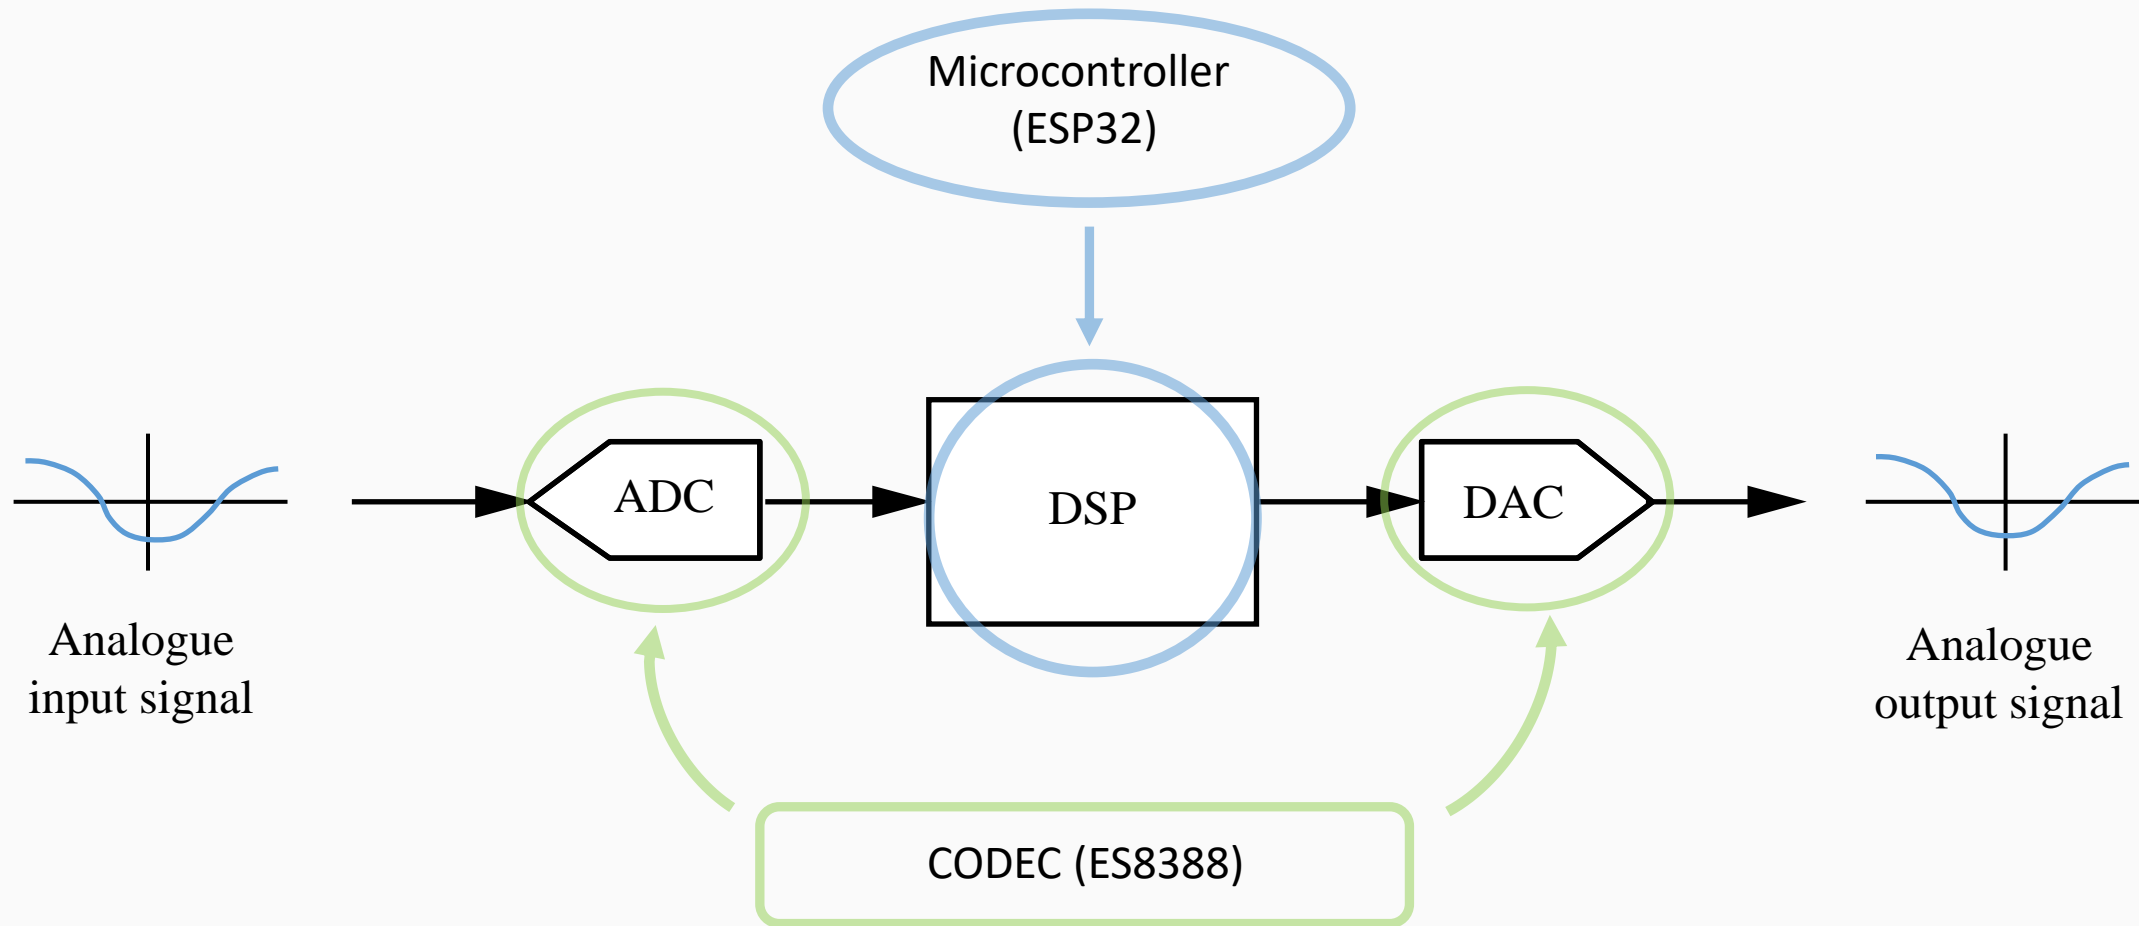 Microcontroller
(ESP32)
ADC
DSP
DAC
Analogue
input signal
Analogue
output signal
CODEC (ES8388)